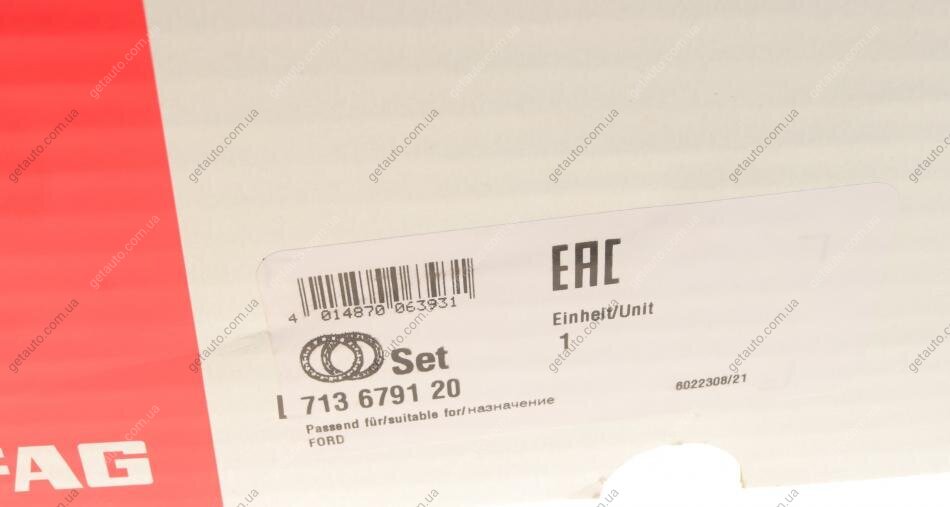 EAC
4 014870 063931
Einheit/Unit
1
Set
713 6791 20
6022308/21
Passend für/suitable for/назначение
FORD
FAG
getauto.com.ua